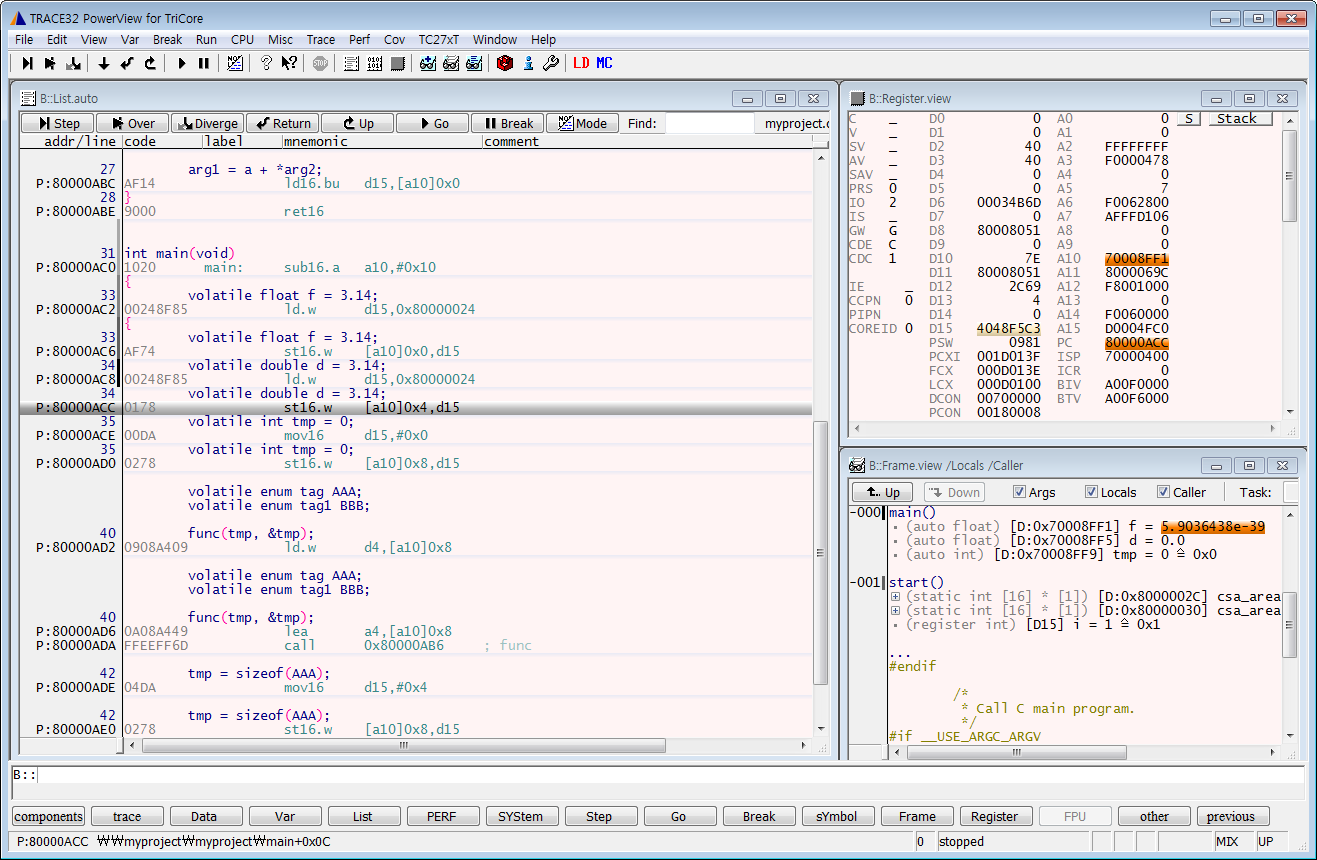 TRACE32 PowerView for TriCore
File Edit View Var Break Run CPU Misc Trace Perf Cov TC27xT Window Help
NO! STOP 010 101 010 LD MC
B::List.auto
Step Over Diverge Return Up Go Break Mode Find: myproject.c
addr/line code label mnemonic comment
27 arg1 = a + *arg2;
P:80000ABC AF14 ld16.bu d15,[a10]0x0
28 }
P:80000ABE 9000 ret16
31 int main(void)
P:80000AC0 1020 main: sub16.a a10,#0x10
{
33 volatile float f = 3.14;
P:80000AC2 00248F85 ld.w d15,0x80000024
{
33 volatile float f = 3.14;
P:80000AC6 AF74 st16.w [a10]0x0,d15
34 volatile double d = 3.14;
P:80000AC8 00248F85 ld.w d15,0x80000024
34 volatile double d = 3.14;
P:80000ACC 0178 st16.w [a10]0x4,d15
35 volatile int tmp = 0;
P:80000ACE 00DA mov16 d15,#0x0
35 volatile int tmp = 0;
P:80000AD0 0278 st16.w [a10]0x8,d15
volatile enum tag AAA;
volatile enum tag1 BBB;
40 func(tmp, &tmp);
P:80000AD2 0908A409 ld.w d4,[a10]0x8
volatile enum tag AAA;
volatile enum tag1 BBB;
40 func(tmp, &tmp);
P:80000AD6 0A08A449 lea a4,[a10]0x8
P:80000ADA FFEEFF6D call 0x80000AB6 ; func
42 tmp = sizeof(AAA);
P:80000ADE 04DA mov16 d15,#0x4
42 tmp = sizeof(AAA);
P:80000AE0 0278 st16.w [a10]0x8,d15
B::Register.view
C _ D0 0 A0 0 S Stack
V _ D1 0 A1 0
SV _ D2 40 A2 FFFFFFFF
AV _ D3 40 A3 F0000478
SAV _ D4 0 A4 0
PRS 0 D5 0 A5 7
IO 2 D6 00034B6D A6 F0062800
IS _ D7 0 A7 AFFFD106
GW G D8 80008051 A8 0
CDE C D9 0 A9 0
CDC 1 D10 7E A10 70008FF1
D11 80008051 A11 8000069C
IE _ D12 2C69 A12 F8001000
CCPN 0 D13 4 A13 0
PIPN D14 0 A14 F0060000
COREID 0 D15 4048F5C3 A15 D0004FC0
PSW 0981 PC 80000ACC
PCXI 001D013F ISP 70000400
FCX 000D013E ICR 0
LCX 000D0100 BIV A00F0000
DCON 00700000 BTV A00F6000
PCON 00180008
B::Frame.view /Locals /Caller
Up Down Args Locals Caller Task:
-000 main()
(auto float) [D:0x70008FF1] f = 5.9036438e-39
(auto float) [D:0x70008FF5] d = 0.0
(auto int) [D:0x70008FF9] tmp = 0 ≙ 0x0
-001 start()
(static int [16] * [1]) [D:0x8000002C] csa_area
(static int [16] * [1]) [D:0x80000030] csa_area
(register int) [D15] i = 1 ≙ 0x1
...
#endif
/*
* Call C main program.
*/
#if __USE_ARGC_ARGV
B::
components trace Data Var List PERF SYStem Step Go Break sYmbol Frame Register FPU other previous
P:80000ACC ₩₩myproject₩myproject₩main+0x0C 0 stopped MIX UP